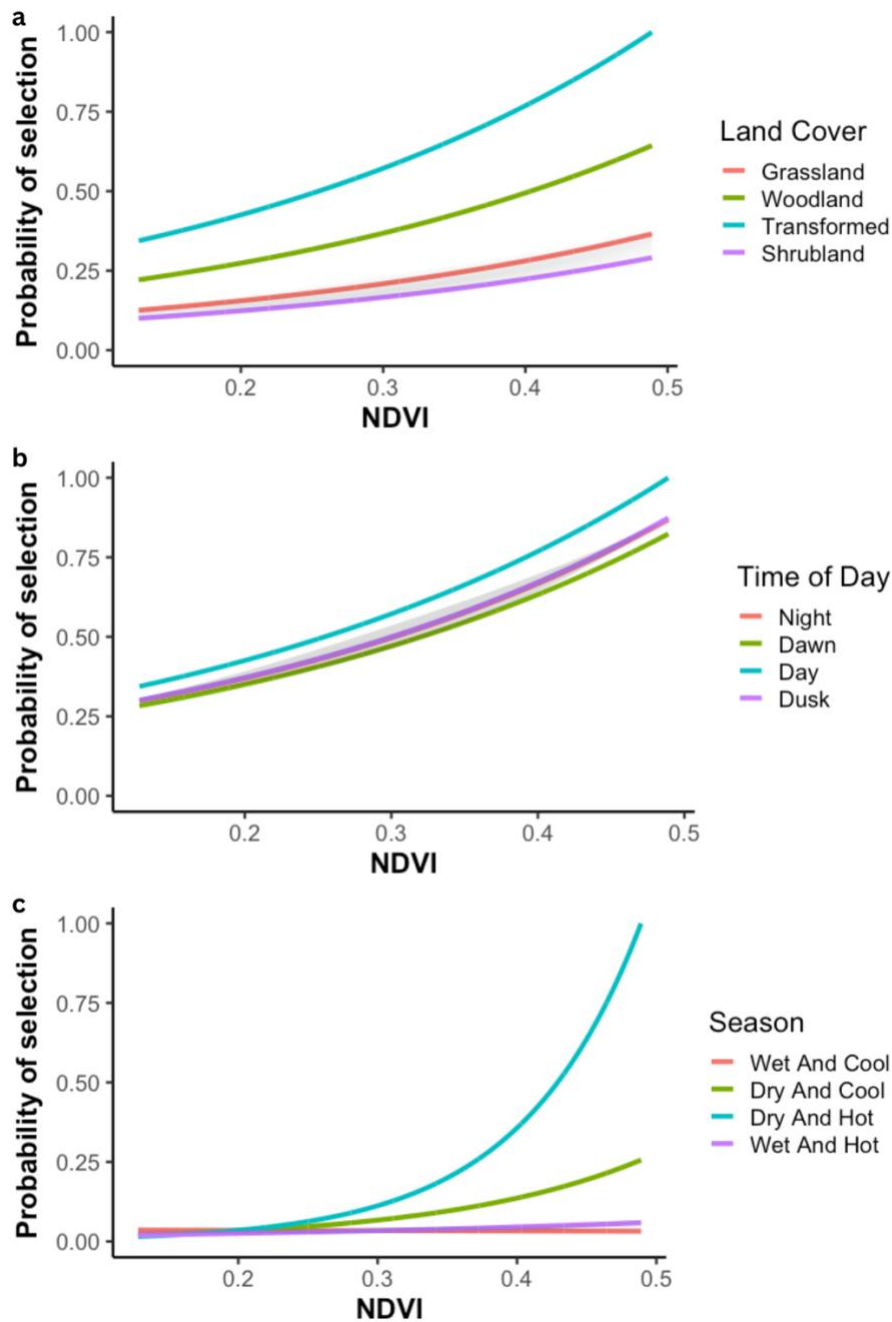 a
Probability of selection
1.00
0.75
0.50
0.25
0.00
0.2 0.3 0.4 0.5
NDVI
Land Cover
Grassland
Woodland
Transformed
Shrubland
b
Probability of selection
1.00
0.75
0.50
0.25
0.00
0.2 0.3 0.4 0.5
NDVI
Time of Day
Night
Dawn
Day
Dusk
c
Probability of selection
1.00
0.75
0.50
0.25
0.00
0.2 0.3 0.4 0.5
NDVI
Season
Wet And Cool
Dry And Cool
Dry And Hot
Wet And Hot